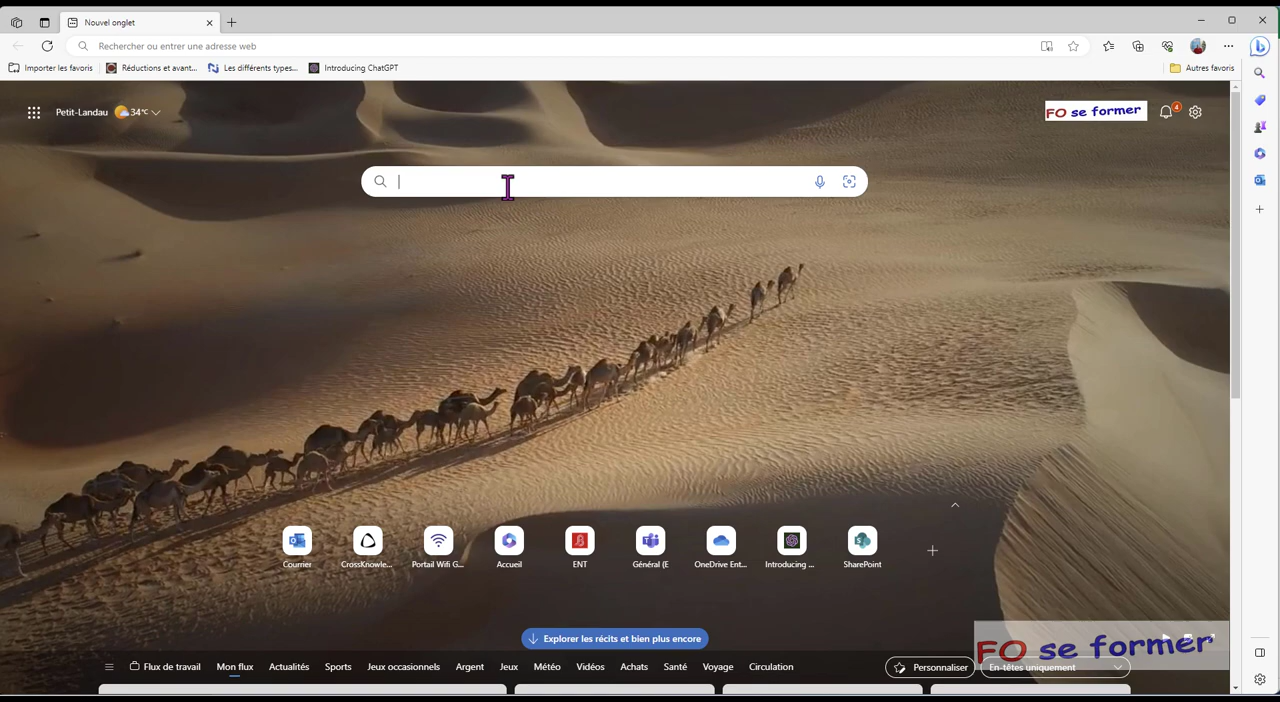 Nouvel onglet
Rechercher ou entrer une adresse web
Importer les favoris
Réductions et avant...
Les différents types...
Introducing ChatGPT
Autres favoris
Petit-Landau
34°C
FO se former
4
Courrier
CrossKnowle...
Portail Wifi G...
Accueil
ENT
Général (E
OneDrive Ent...
Introducing ...
SharePoint
Explorer les récits et bien plus encore
FO se former
Flux de travail
Mon flux
Actualités
Sports
Jeux occasionnels
Argent
Jeux
Météo
Vidéos
Achats
Santé
Voyage
Circulation
Personnaliser
En-têtes uniquement